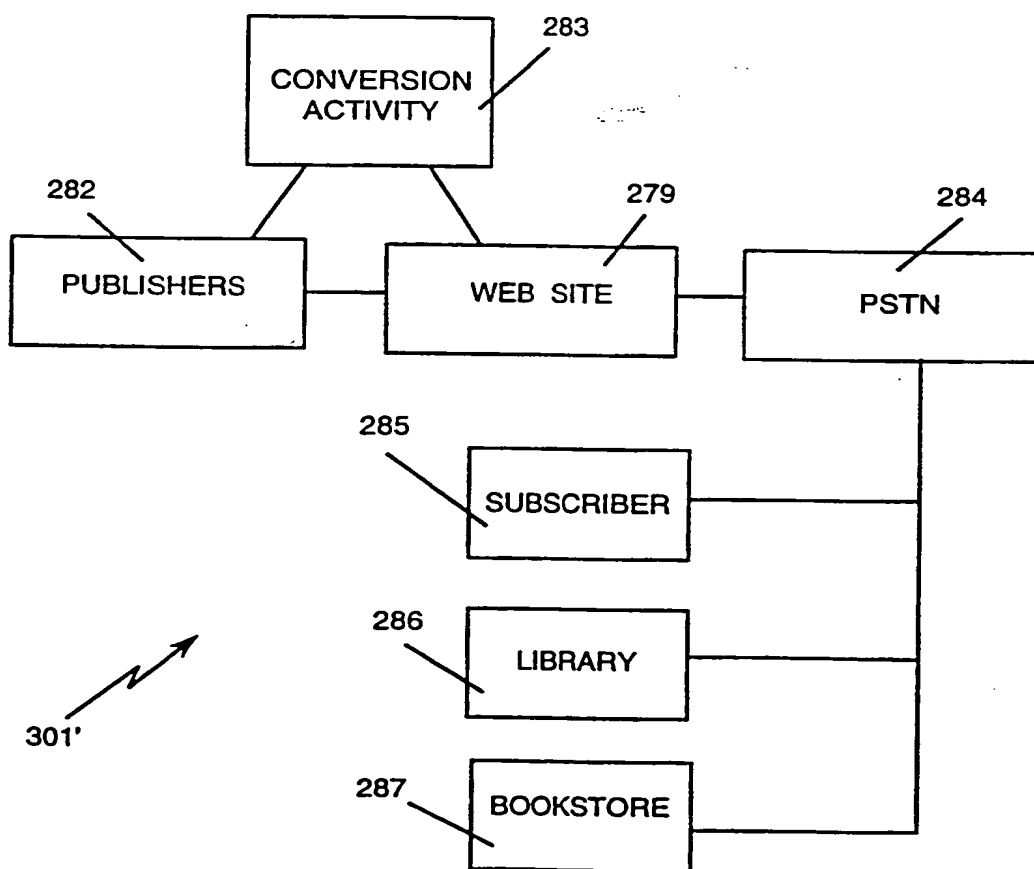 283
CONVERSION
ACTIVITY
282
279
284
PUBLISHERS
WEB SITE
PSTN
285
SUBSCRIBER
286
LIBRARY
301'
287
BOOKSTORE